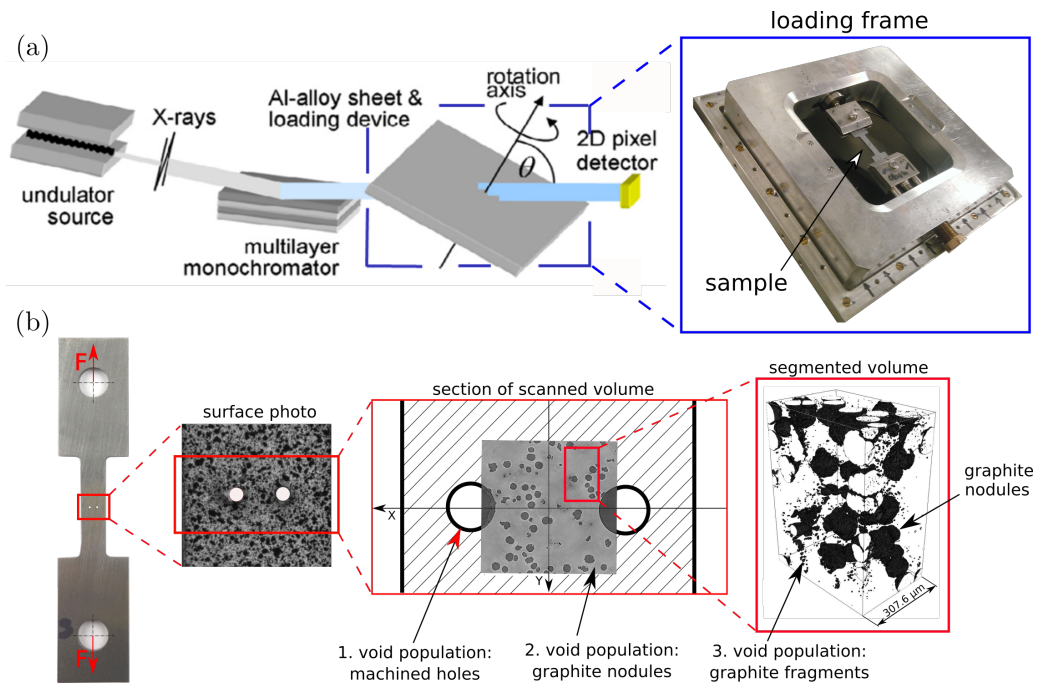 (a)
loading frame
rotation
axis
Al-alloy sheet &
loading device
X-rays
2D pixel
detector
θ
undulator
source
multilayer
monochromator
sample
(b)
F
F
surface photo
section of scanned volume
segmented volume
X
Y
graphite
nodules
307.6 µm
1. void population:
machined holes
2. void population:
graphite nodules
3. void population:
graphite fragments